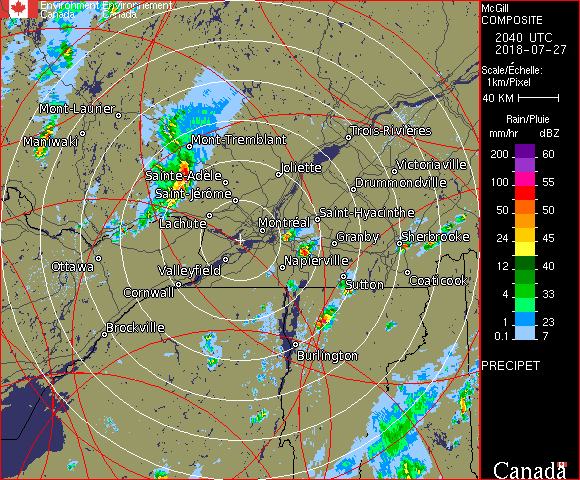 Environment Environnement
Canada Canada
McGill
COMPOSITE
2040 UTC
2018-07-27
Scale/Échelle:
1km/Pixel
40 KM
Rain/Pluie
mm/hr dBZ
200 60
100 55
50 50
24 45
12 40
4 33
2 30
1 23
0.1 7
PRECIPET
Canada
Mont-Laurier
Maniwaki
Mont-Tremblant
Trois-Rivières
Sainte-Adèle
Joliette
Victoriaville
Saint-Jérôme
Drummondville
Lachute
Montréal
Saint-Hyacinthe
Granby
Sherbrooke
Ottawa
Valleyfield
Napierville
Cornwall
Sutton
Coaticook
Brockville
Burlington